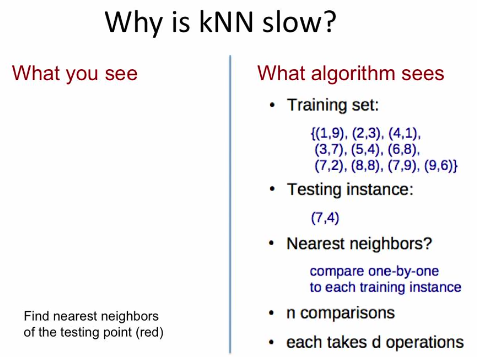 Why is kNN slow?
What you see
Find nearest neighbors
of the testing point (red)
What algorithm sees
• Training set:
{(1,9), (2,3), (4,1),
(3,7), (5,4), (6,8),
(7,2), (8,8), (7,9), (9,6)}
• Testing instance:
(7,4)
• Nearest neighbors?
compare one-by-one
to each training instance
• n comparisons
• each takes d operations